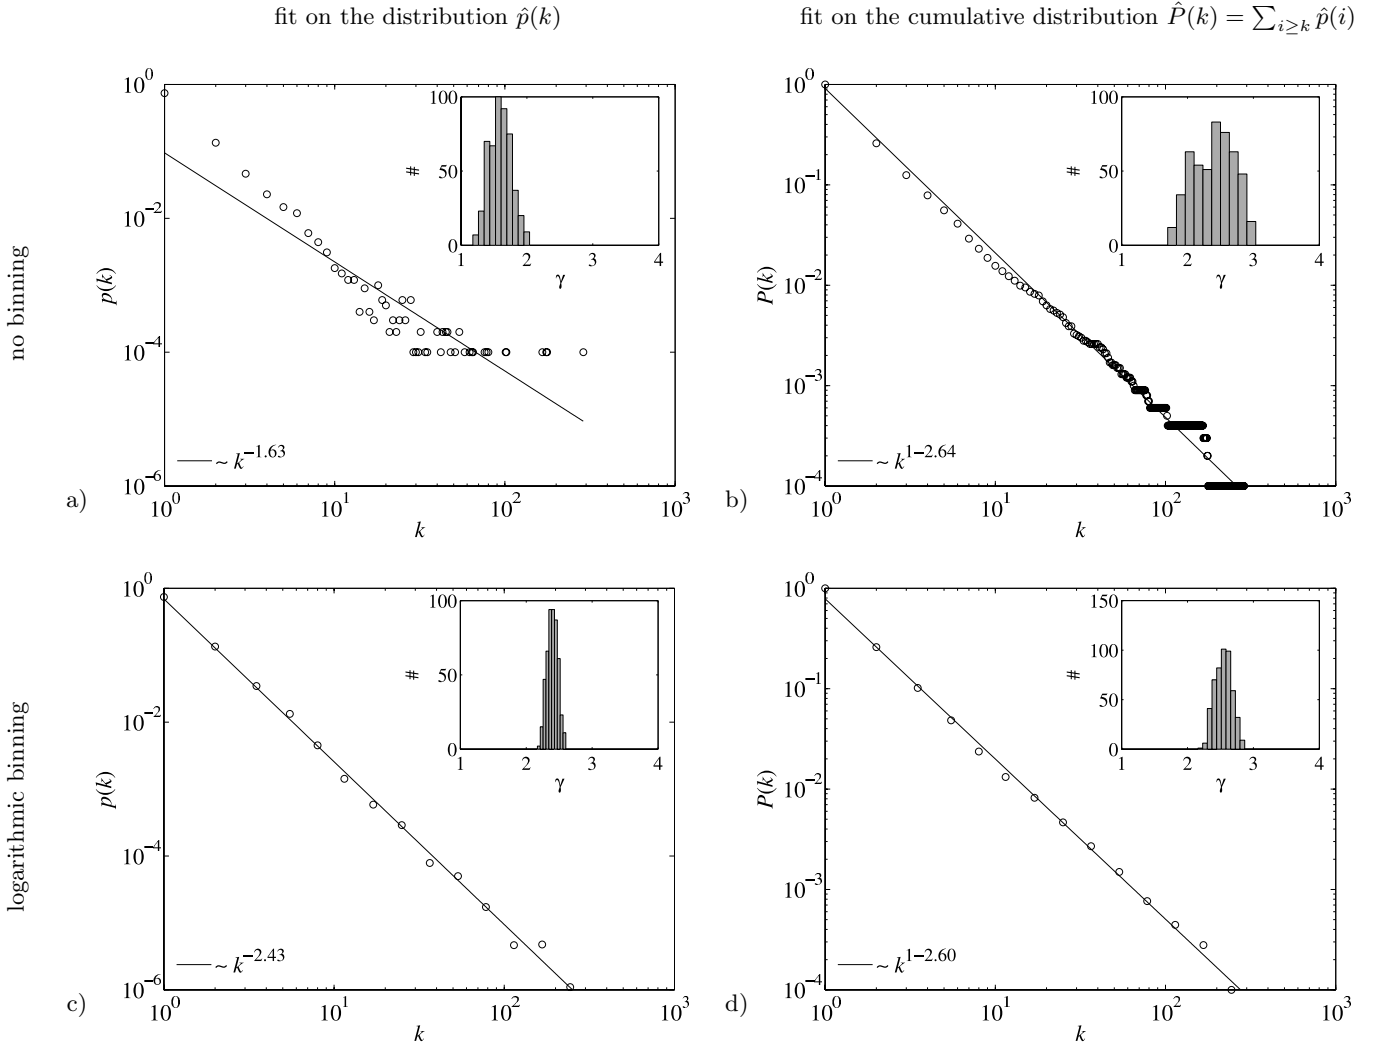 fit on the distribution p̂(k)
fit on the cumulative distribution P̂(k) = ∑_{i≥k} p̂(i)
no binning
logarithmic binning
a)
p(k)
10^0
10^−2
10^−4
10^−6
10^0 10^1 10^2 10^3
k
∼ k^−1.63
#
100
50
0
1 2 3 4
γ
b)
P(k)
10^0
10^−1
10^−2
10^−3
10^−4
10^0 10^1 10^2 10^3
k
∼ k^1−2.64
#
100
50
0
1 2 3 4
γ
c)
p(k)
10^0
10^−2
10^−4
10^−6
10^0 10^1 10^2 10^3
k
∼ k^−2.43
#
100
50
0
1 2 3 4
γ
d)
P(k)
10^0
10^−1
10^−2
10^−3
10^−4
10^0 10^1 10^2 10^3
k
∼ k^1−2.60
#
150
100
50
0
1 2 3 4
γ